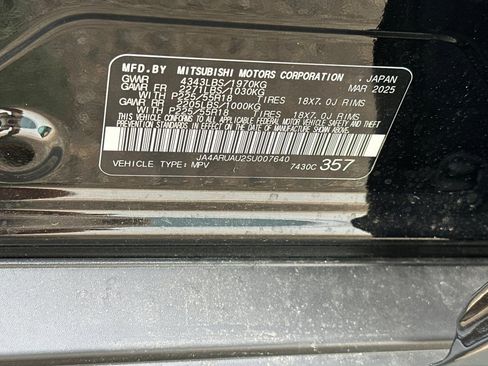 MFD.BY MITSUBISHI MOTORS CORPORATION , JAPAN
GVWR 4343LBS/1970KG MAR 2025
GAWR FR 2271LBS/1030KG
WITH P225/55R18 TIRES 18X7.0J RIMS
GAWR RR 2205LBS/1000KG
WITH P225/55R18 TIRES 18X7.0J RIMS
THIS VEHICLE CONFORMS TO ALL APPLICABLE FEDERAL
MOTOR VEHICLE SAFETY, BUMPER, AND THEFT
PREVENTION STANDARDS IN EFFECT ON THE DATE OF
MANUFACTURE SHOWN ABOVE.
JA4ARUAU2SU007640
VEHICLE TYPE: MPV 7430C 357